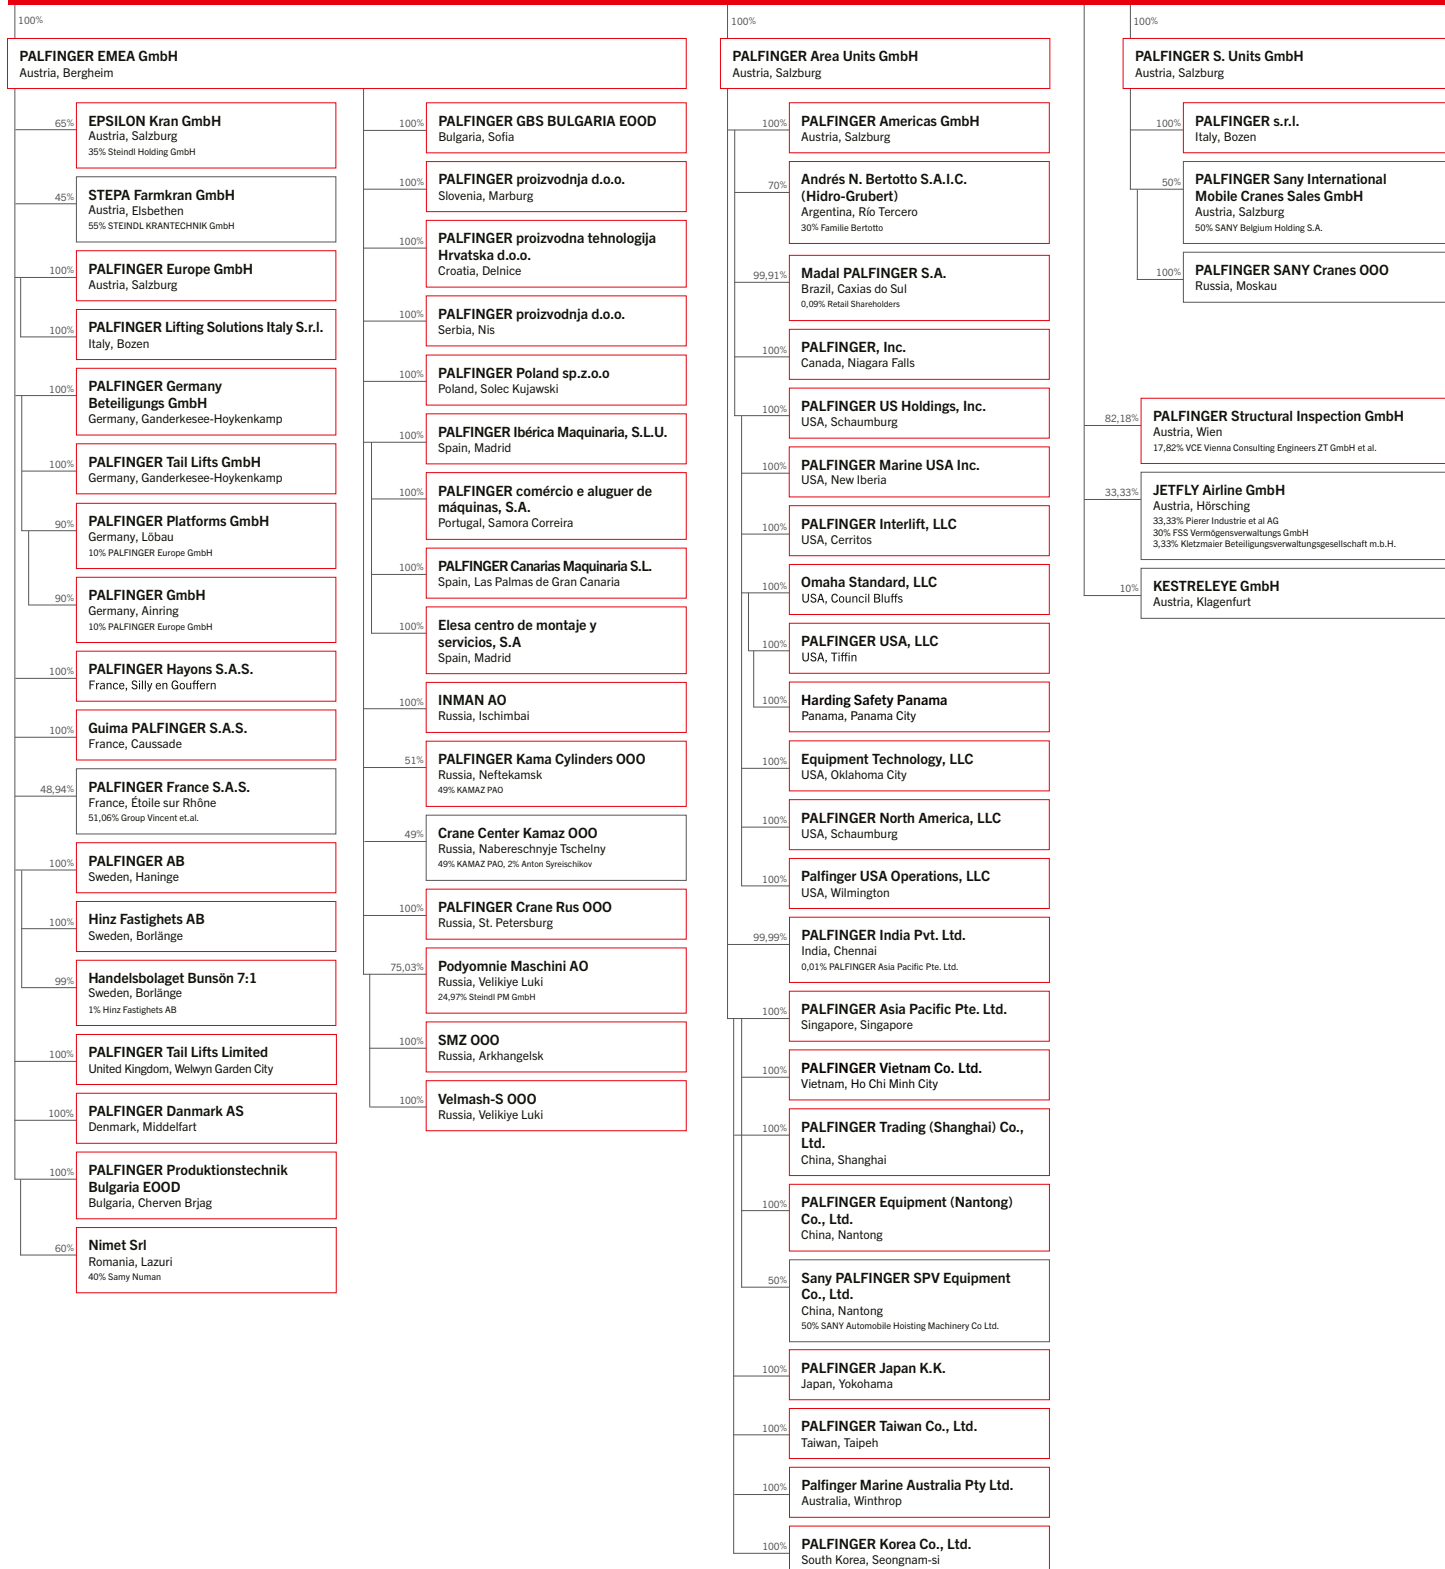 100%
PALFINGER EMEA GmbH
Austria, Bergheim
65%
EPSILON Kran GmbH
Austria, Salzburg
35% Steindl Holding GmbH
45%
STEPA Farmkran GmbH
Austria, Elsbethen
55% STEINDL KRANTECHNIK GmbH
100%
PALFINGER Europe GmbH
Austria, Salzburg
100%
PALFINGER Lifting Solutions Italy S.r.l.
Italy, Bozen
100%
PALFINGER Germany
Beteiligungs GmbH
Germany, Ganderkesee-Hoykenkamp
100%
PALFINGER Tail Lifts GmbH
Germany, Ganderkesee-Hoykenkamp
90%
PALFINGER Platforms GmbH
Germany, Löbau
10% PALFINGER Europe GmbH
90%
PALFINGER GmbH
Germany, Ainring
10% PALFINGER Europe GmbH
100%
PALFINGER Hayons S.A.S.
France, Silly en Gouffern
100%
Guima PALFINGER S.A.S.
France, Caussade
48,94%
PALFINGER France S.A.S.
France, Étoile sur Rhône
51,06% Group Vincent et.al.
100%
PALFINGER AB
Sweden, Haninge
100%
Hinz Fastighets AB
Sweden, Borlänge
99%
Handelsbolaget Bunsön 7:1
Sweden, Borlänge
1% Hinz Fastighets AB
100%
PALFINGER Tail Lifts Limited
United Kingdom, Welwyn Garden City
100%
PALFINGER Danmark AS
Denmark, Middelfart
100%
PALFINGER Produktionstechnik
Bulgaria EOOD
Bulgaria, Cherven Brjag
60%
Nimet Srl
Romania, Lazuri
40% Samy Numan
100%
PALFINGER GBS BULGARIA EOOD
Bulgaria, Sofia
100%
PALFINGER proizvodnja d.o.o.
Slovenia, Marburg
100%
PALFINGER proizvodna tehnologija
Hrvatska d.o.o.
Croatia, Delnice
100%
PALFINGER proizvodnja d.o.o.
Serbia, Nis
100%
PALFINGER Poland sp.z.o.o
Poland, Solec Kujawski
100%
PALFINGER Ibérica Maquinaria, S.L.U.
Spain, Madrid
100%
PALFINGER comércio e aluguer de
máquinas, S.A.
Portugal, Samora Correira
100%
PALFINGER Canarias Maquinaria S.L.
Spain, Las Palmas de Gran Canaria
100%
Elesa centro de montaje y
servicios, S.A
Spain, Madrid
100%
INMAN AO
Russia, Ischimbai
51%
PALFINGER Kama Cylinders OOO
Russia, Neftekamsk
49% KAMAZ PAO
49%
Crane Center Kamaz OOO
Russia, Nabereschnyje Tschelny
49% KAMAZ PAO, 2% Anton Syreischikov
100%
PALFINGER Crane Rus OOO
Russia, St. Petersburg
75,03%
Podyomnie Maschini AO
Russia, Velikiye Luki
24,97% Steindl PM GmbH
100%
SMZ OOO
Russia, Arkhangelsk
100%
Velmash-S OOO
Russia, Velikiye Luki
100%
PALFINGER Area Units GmbH
Austria, Salzburg
100%
PALFINGER Americas GmbH
Austria, Salzburg
70%
Andrés N. Bertotto S.A.I.C.
(Hidro-Grubert)
Argentina, Río Tercero
30% Familie Bertotto
99,91%
Madal PALFINGER S.A.
Brazil, Caxias do Sul
0,09% Retail Shareholders
100%
PALFINGER, Inc.
Canada, Niagara Falls
100%
PALFINGER US Holdings, Inc.
USA, Schaumburg
100%
PALFINGER Marine USA Inc.
USA, New Iberia
100%
PALFINGER Interlift, LLC
USA, Cerritos
100%
Omaha Standard, LLC
USA, Council Bluffs
100%
PALFINGER USA, LLC
USA, Tiffin
100%
Harding Safety Panama
Panama, Panama City
100%
Equipment Technology, LLC
USA, Oklahoma City
100%
PALFINGER North America, LLC
USA, Schaumburg
100%
Palfinger USA Operations, LLC
USA, Wilmington
99,99%
PALFINGER India Pvt. Ltd.
India, Chennai
0,01% PALFINGER Asia Pacific Pte. Ltd.
100%
PALFINGER Asia Pacific Pte. Ltd.
Singapore, Singapore
100%
PALFINGER Vietnam Co. Ltd.
Vietnam, Ho Chi Minh City
100%
PALFINGER Trading (Shanghai) Co.,
Ltd.
China, Shanghai
100%
PALFINGER Equipment (Nantong)
Co., Ltd.
China, Nantong
50%
Sany PALFINGER SPV Equipment
Co., Ltd.
China, Nantong
50% SANY Automobile Hoisting Machinery Co Ltd.
100%
PALFINGER Japan K.K.
Japan, Yokohama
100%
PALFINGER Taiwan Co., Ltd.
Taiwan, Taipeh
100%
Palfinger Marine Australia Pty Ltd.
Australia, Winthrop
100%
PALFINGER Korea Co., Ltd.
South Korea, Seongnam-si
100%
PALFINGER S. Units GmbH
Austria, Salzburg
100%
PALFINGER s.r.l.
Italy, Bozen
50%
PALFINGER Sany International
Mobile Cranes Sales GmbH
Austria, Salzburg
50% SANY Belgium Holding S.A.
100%
PALFINGER SANY Cranes OOO
Russia, Moskau
82,18%
PALFINGER Structural Inspection GmbH
Austria, Wien
17,82% VCE Vienna Consulting Engineers ZT GmbH et al.
33,33%
JETFLY Airline GmbH
Austria, Hörsching
33,33% Pierer Industrie et al AG
30% FSS Vermögensverwaltungs GmbH
3,33% Kletzmaier Beteiligungsverwaltungsgesellschaft m.b.H.
10%
KESTRELEYE GmbH
Austria, Klagenfurt